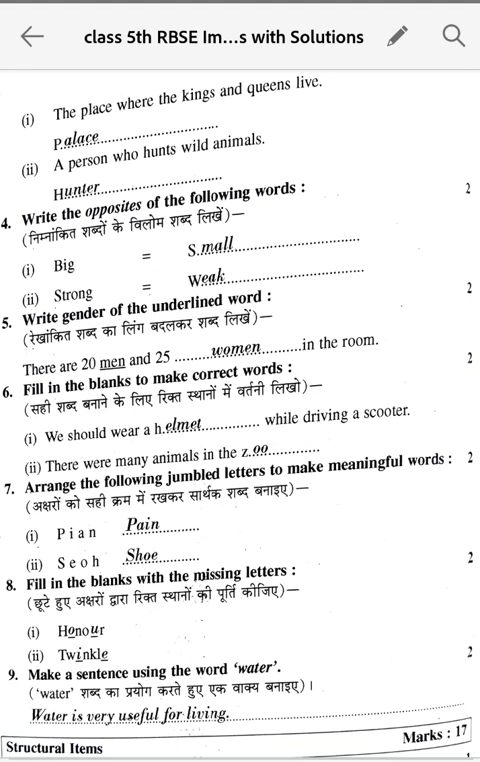 class 5th RBSE Im...s with Solutions
(i) The place where the kings and queens live.
Palace
(ii) A person who hunts wild animals.
Hunter
4. Write the opposites of the following words : 2
(निम्नांकित शब्दों के विलोम शब्द लिखें)—
(i) Big = S.mall
(ii) Strong = Weak
5. Write gender of the underlined word : 2
(रेखांकित शब्द का लिंग बदलकर शब्द लिखें)—
There are 20 men and 25 .........women..........in the room.
6. Fill in the blanks to make correct words : 2
(सही शब्द बनाने के लिए रिक्त स्थानों में वर्तनी लिखो)—
(i) We should wear a h.elmet.............. while driving a scooter.
(ii) There were many animals in the z.oo.............
7. Arrange the following jumbled letters to make meaningful words : 2
(अक्षरों को सही क्रम में रखकर सार्थक शब्द बनाइए)—
(i) P i a n Pain
(ii) S e o h Shoe
8. Fill in the blanks with the missing letters : 2
(छूटे हुए अक्षरों द्वारा रिक्त स्थानों की पूर्ति कीजिए)—
(i) Honour
(ii) Twinkle
9. Make a sentence using the word 'water'. 2
('water' शब्द का प्रयोग करते हुए एक वाक्य बनाइए)।
Water is very useful for living.
Structural Items Marks : 17